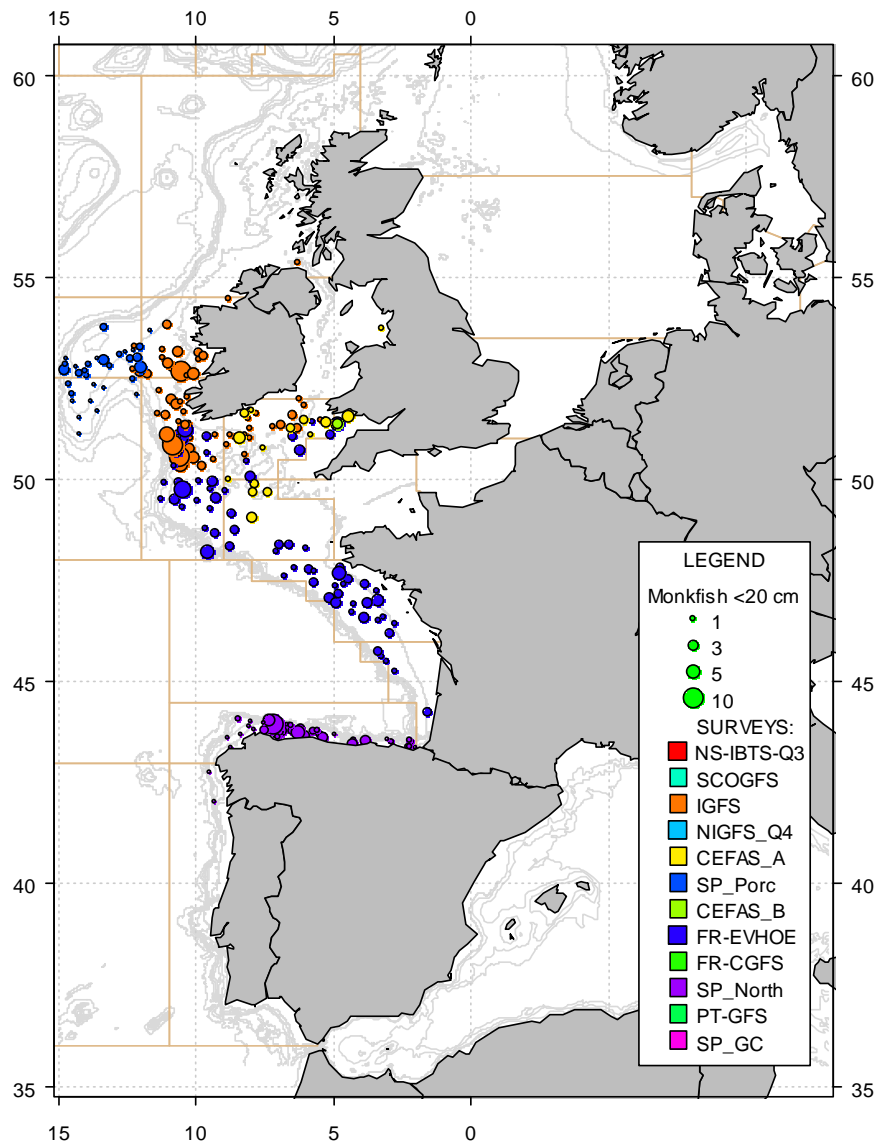 15 10 5 0
60 60
55 55
50 50
45 45
40 40
35 35
15 10 5 0
LEGEND
Monkfish <20 cm
1
3
5
10
SURVEYS:
NS-IBTS-Q3
SCOGFS
IGFS
NIGFS_Q4
CEFAS_A
SP_Porc
CEFAS_B
FR-EVHOE
FR-CGFS
SP_North
PT-GFS
SP_GC